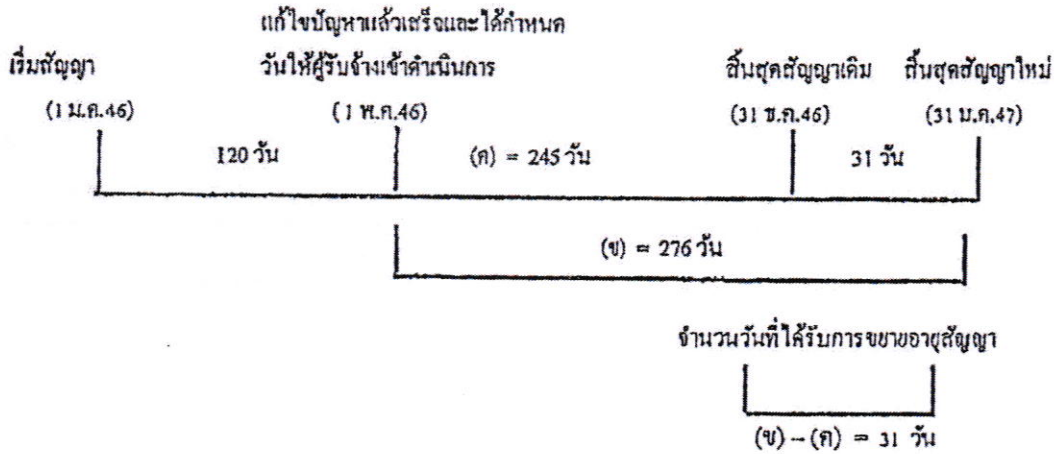 แก้ไขปัญหาแล้วเสร็จและได้กำหนด
เริ่มสัญญา วันให้ผู้รับจ้างเข้าดำเนินการ สิ้นสุดสัญญาเดิม สิ้นสุดสัญญาใหม่
(1 ม.ค.46) (1 พ.ค.46) (31 ธ.ค.46) (31 ม.ค.47)
120 วัน (ค) = 245 วัน 31 วัน
(ข) = 276 วัน
จำนวนวันที่ได้รับการขยายอายุสัญญา
(ข) – (ค) = 31 วัน